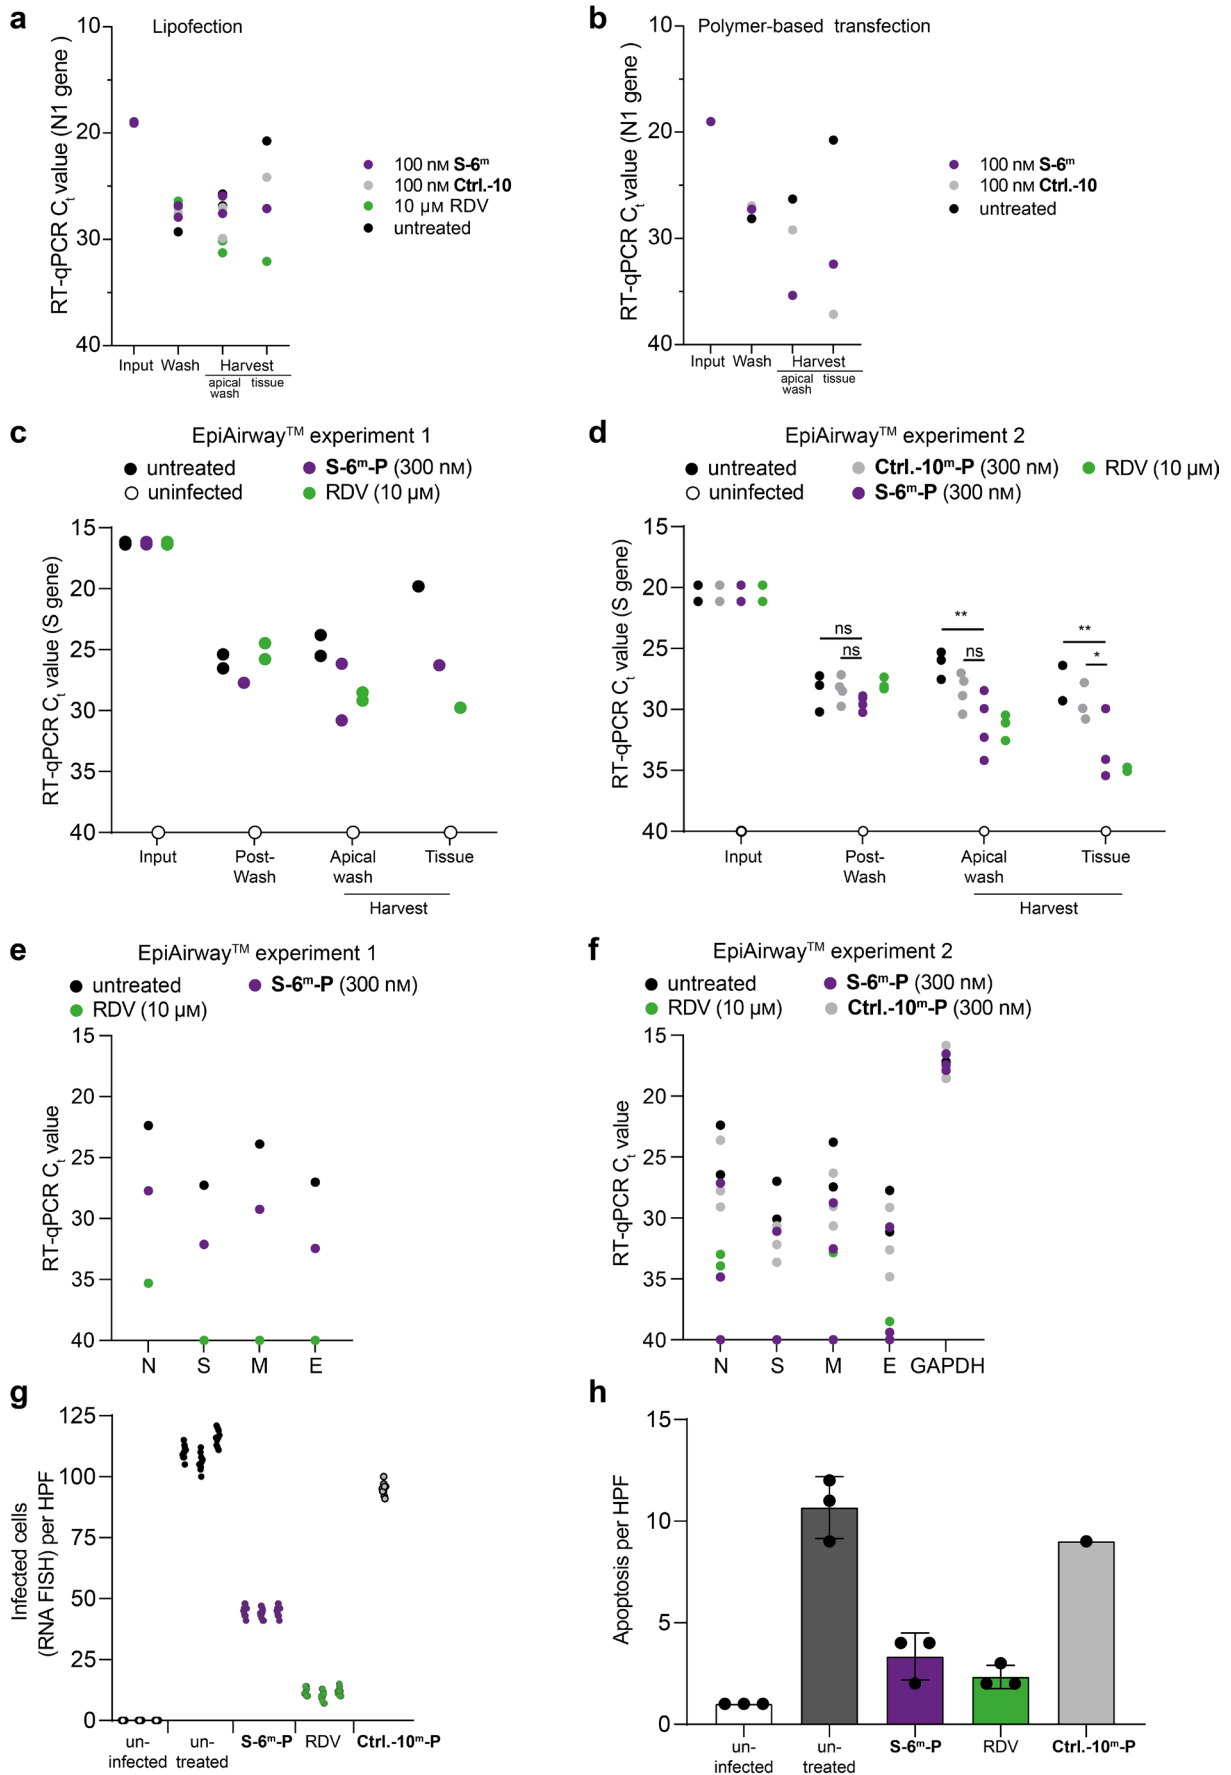 a
Lipofection
RT-qPCR Ct value (N1 gene )
10
20
30
40
Input Wash Harvest
apical wash tissue
100 nM S-6m
100 nM Ctrl.-10
10 µM RDV
untreated
b
Polymer-based transfection
RT-qPCR Ct value (N1 gene)
10
20
30
40
Input Wash Harvest
apical wash tissue
100 nM S-6m
100 nM Ctrl.-10
untreated
c
EpiAirwayTM experiment 1
untreated
S-6m-P (300 nM)
uninfected
RDV (10 µM)
RT-qPCR Ct value (S gene)
15
20
25
30
35
40
Input
Post-Wash
Apical wash
Tissue
Harvest
d
EpiAirwayTM experiment 2
untreated
Ctrl.-10m-P (300 nM)
RDV (10 µM)
uninfected
S-6m-P (300 nM)
RT-qPCR Ct value (S gene)
15
20
25
30
35
40
ns
ns
**
ns
**
*
Input
Post-Wash
Apical wash
Tissue
Harvest
e
EpiAirwayTM experiment 1
untreated
S-6m-P (300 nM)
RDV (10 µM)
RT-qPCR Ct value
15
20
25
30
35
40
N S M E
f
EpiAirwayTM experiment 2
untreated
S-6m-P (300 nM)
RDV (10 µM)
Ctrl.-10m-P (300 nM)
RT-qPCR Ct value
15
20
25
30
35
40
N S M E GAPDH
g
Infected cells
(RNA FISH) per HPF
125
100
75
50
25
0
un-infected
un-treated
S-6m-P
RDV
Ctrl.-10m-P
h
Apoptosis per HPF
15
10
5
0
un-infected
un-treated
S-6m-P
RDV
Ctrl.-10m-P